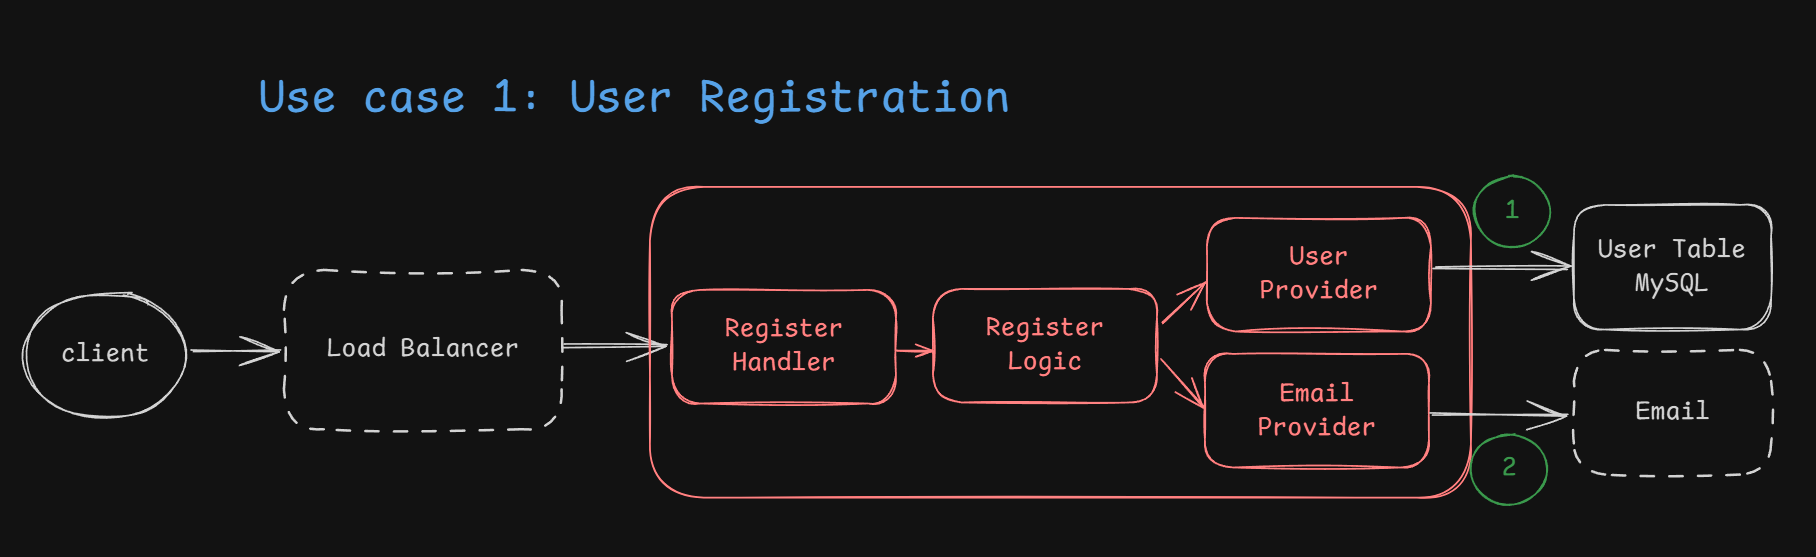 Use case 1: User Registration
client
Load Balancer
Register
Handler
Register
Logic
User
Provider
Email
Provider
1
2
User Table
MySQL
Email